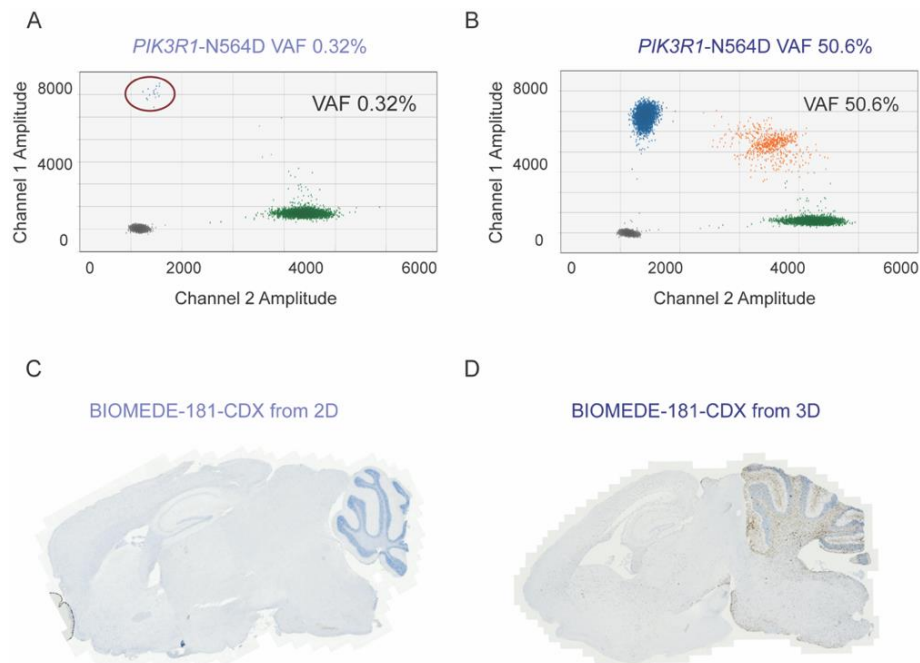 A
PIK3R1-N564D VAF 0.32%
8000
VAF 0.32%
4000
0
Channel 1 Amplitude
0 2000 4000 6000
Channel 2 Amplitude
B
PIK3R1-N564D VAF 50.6%
8000
VAF 50.6%
4000
0
Channel 1 Amplitude
0 2000 4000 6000
Channel 2 Amplitude
C
BIOMEDE-181-CDX from 2D
D
BIOMEDE-181-CDX from 3D